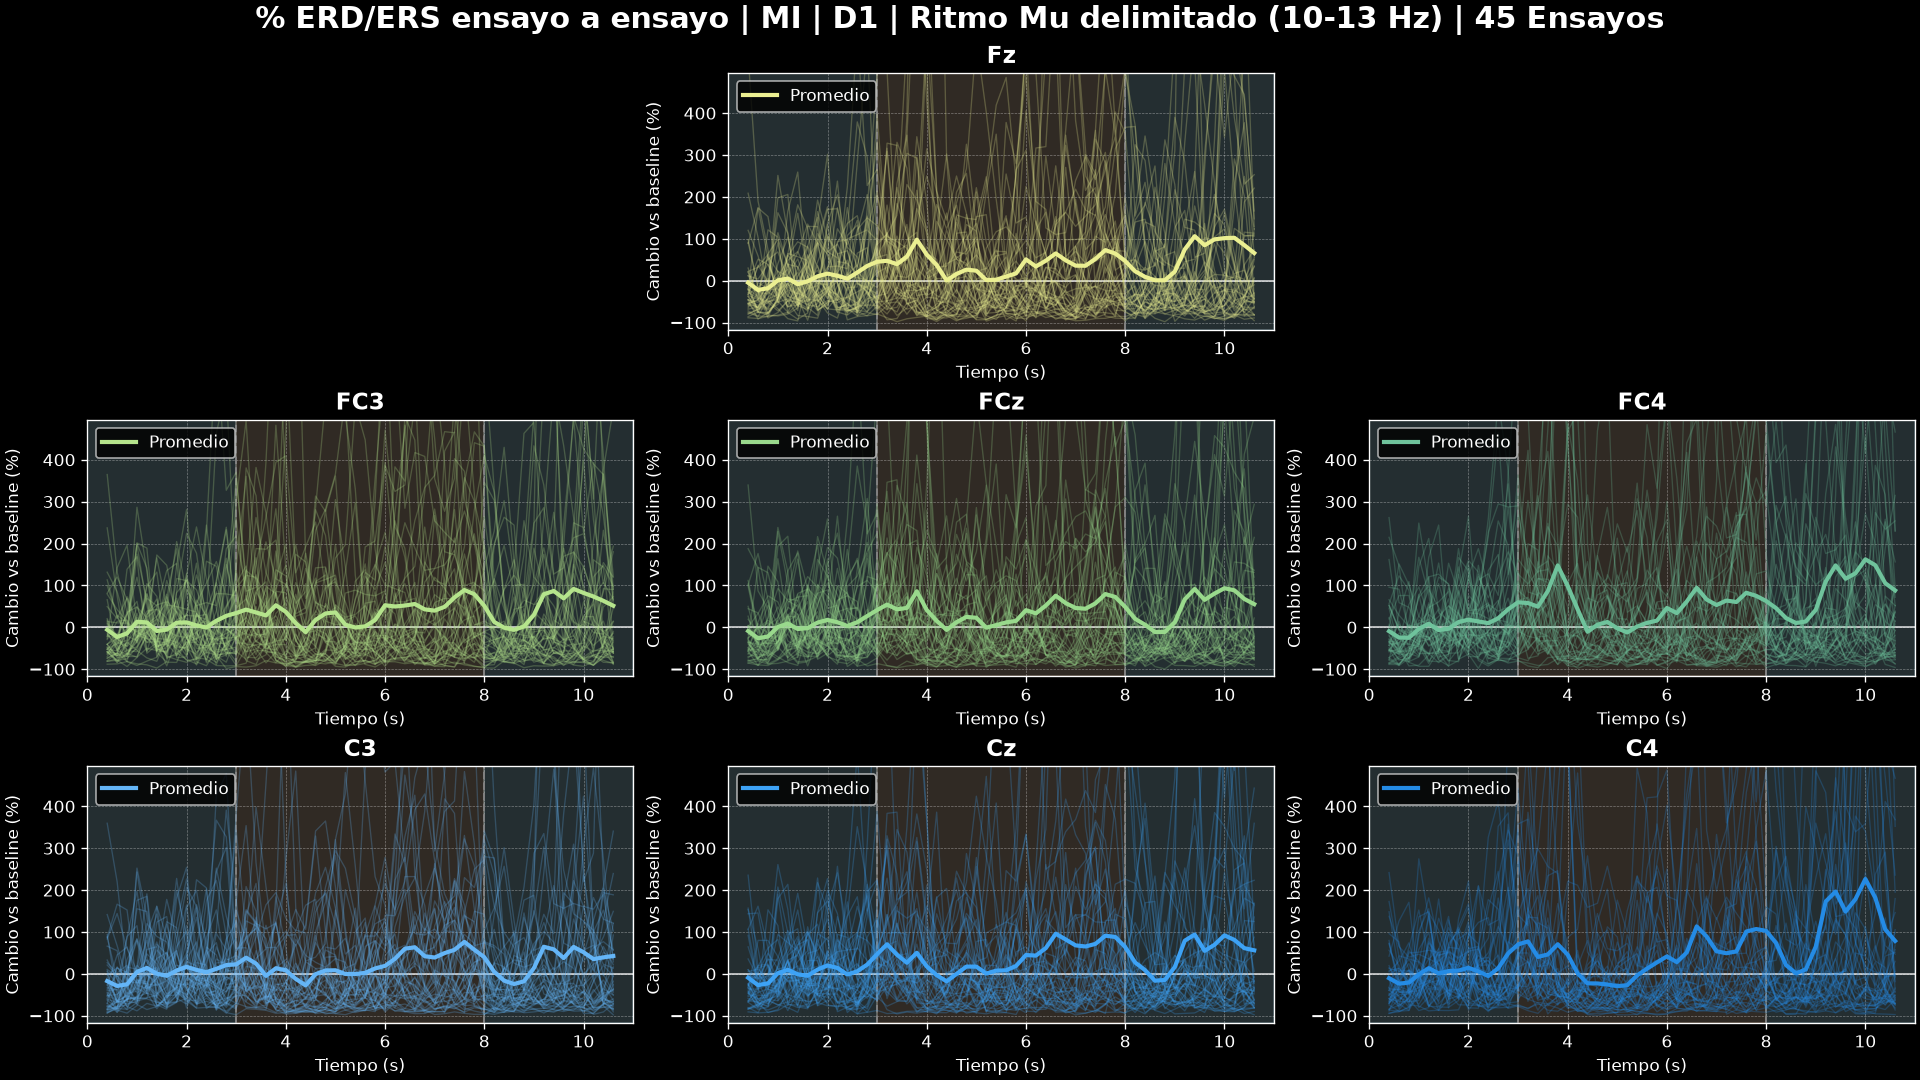 % ERD/ERS ensayo a ensayo | MI | D1 | Ritmo Mu delimitado (10-13 Hz) | 45 Ensayos
Fz
Promedio
Cambio vs baseline (%)
400
300
200
100
0
−100
0 2 4 6 8 10
Tiempo (s)
FC3
Promedio
Cambio vs baseline (%)
400
300
200
100
0
−100
0 2 4 6 8 10
Tiempo (s)
FCz
Promedio
Cambio vs baseline (%)
400
300
200
100
0
−100
0 2 4 6 8 10
Tiempo (s)
FC4
Promedio
Cambio vs baseline (%)
400
300
200
100
0
−100
0 2 4 6 8 10
Tiempo (s)
C3
Promedio
Cambio vs baseline (%)
400
300
200
100
0
−100
0 2 4 6 8 10
Tiempo (s)
Cz
Promedio
Cambio vs baseline (%)
400
300
200
100
0
−100
0 2 4 6 8 10
Tiempo (s)
C4
Promedio
Cambio vs baseline (%)
400
300
200
100
0
−100
0 2 4 6 8 10
Tiempo (s)